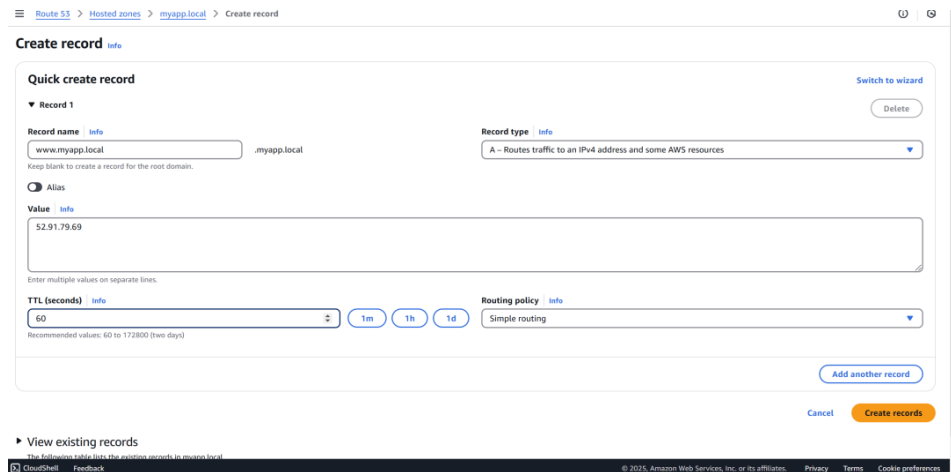 Route 53 > Hosted zones > myapp.local > Create record
Create record Info
Quick create record
Switch to wizard
▼ Record 1
Delete
Record name Info
www.myapp.local .myapp.local
Keep blank to create a record for the root domain.
Record type Info
A – Routes traffic to an IPv4 address and some AWS resources
Alias
Value Info
52.91.79.69
Enter multiple values on separate lines.
TTL (seconds) Info
60 1m 1h 1d
Recommended values: 60 to 172800 (two days)
Routing policy Info
Simple routing
Add another record
Cancel Create records
View existing records
The following table lists the existing records in myapp.local
CloudShell Feedback © 2025, Amazon Web Services, Inc. or its affiliates. Privacy Terms Cookie preferences